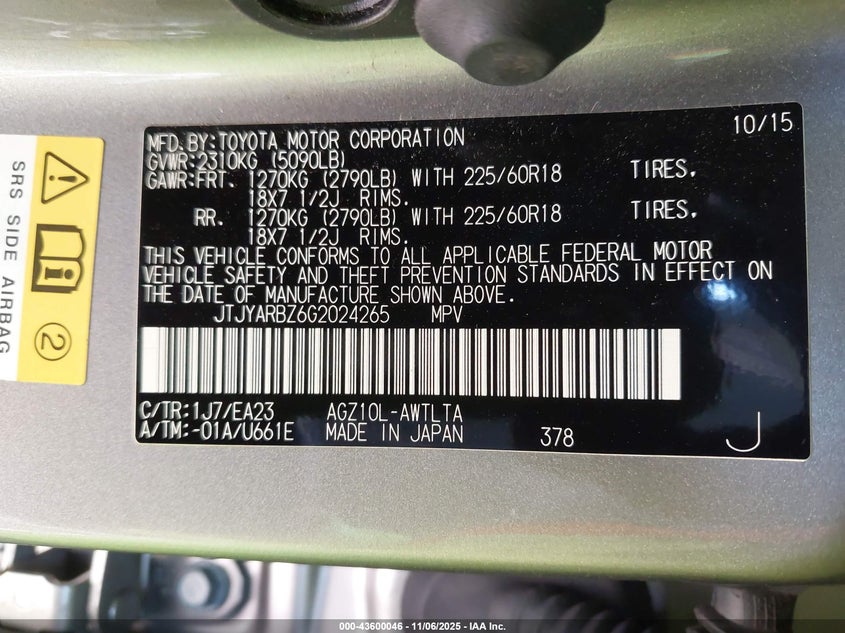 MFD.BY:TOYOTA MOTOR CORPORATION 10/15
GVWR:2310KG (5090LB)
GAWR:FRT. 1270KG (2790LB) WITH 225/60R18 TIRES.
18X7 1/2J RIMS.
RR. 1270KG (2790LB) WITH 225/60R18 TIRES.
18X7 1/2J RIMS.
THIS VEHICLE CONFORMS TO ALL APPLICABLE FEDERAL MOTOR
VEHICLE SAFETY AND THEFT PREVENTION STANDARDS IN EFFECT ON
THE DATE OF MANUFACTURE SHOWN ABOVE.
JTJYARBZ6G2024265 MPV
C/TR:1J7/EA23 AGZ10L-AWTLTA
A/TM:-01A/U661E MADE IN JAPAN 378 J
SRS SIDE AIRBAG
2
000-43600046 - 11/06/2025 - IAA Inc.